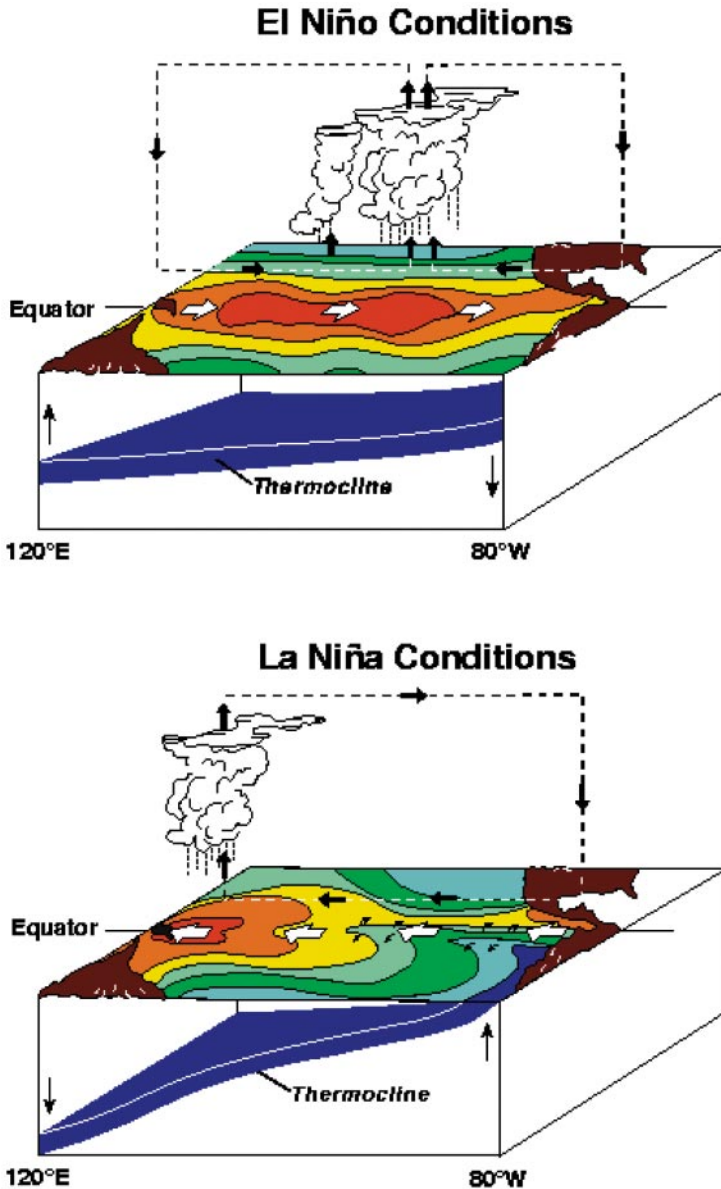 El Niño Conditions
Equator
Thermocline
120°E 80°W
La Niña Conditions
Equator
Thermocline
120°E 80°W